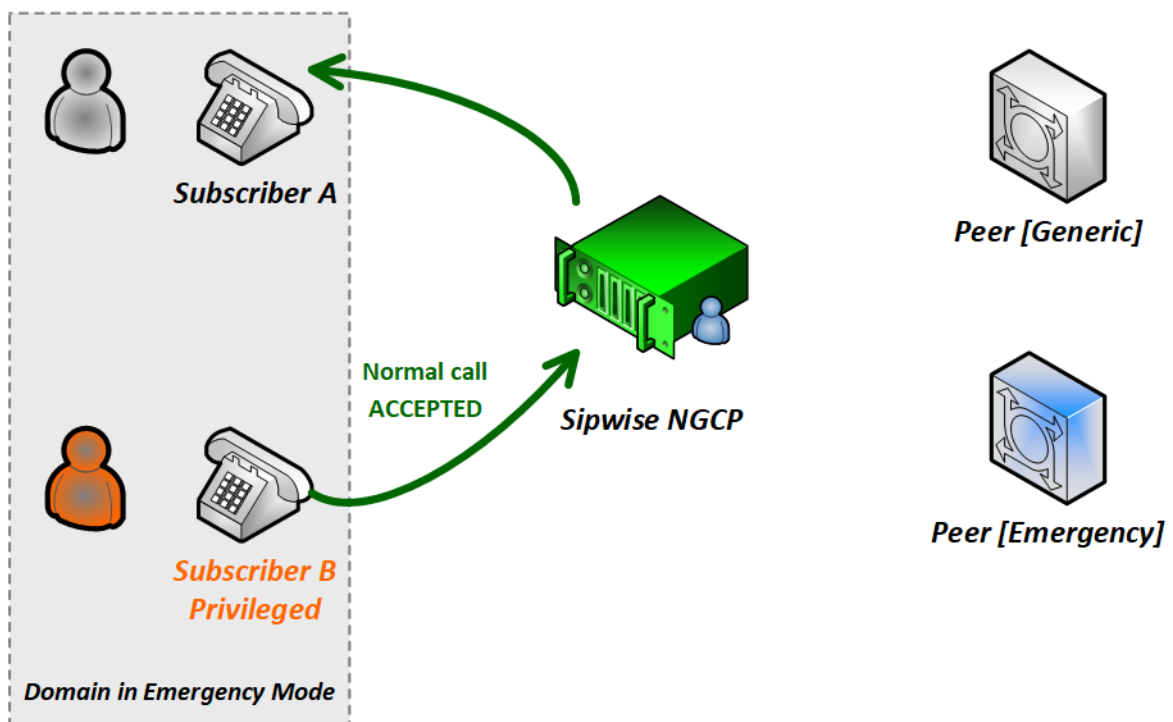 Subscriber A
Peer [Generic]
Normal call
ACCEPTED
Sipwise NGCP
Peer [Emergency]
Subscriber B
Privileged
Domain in Emergency Mode